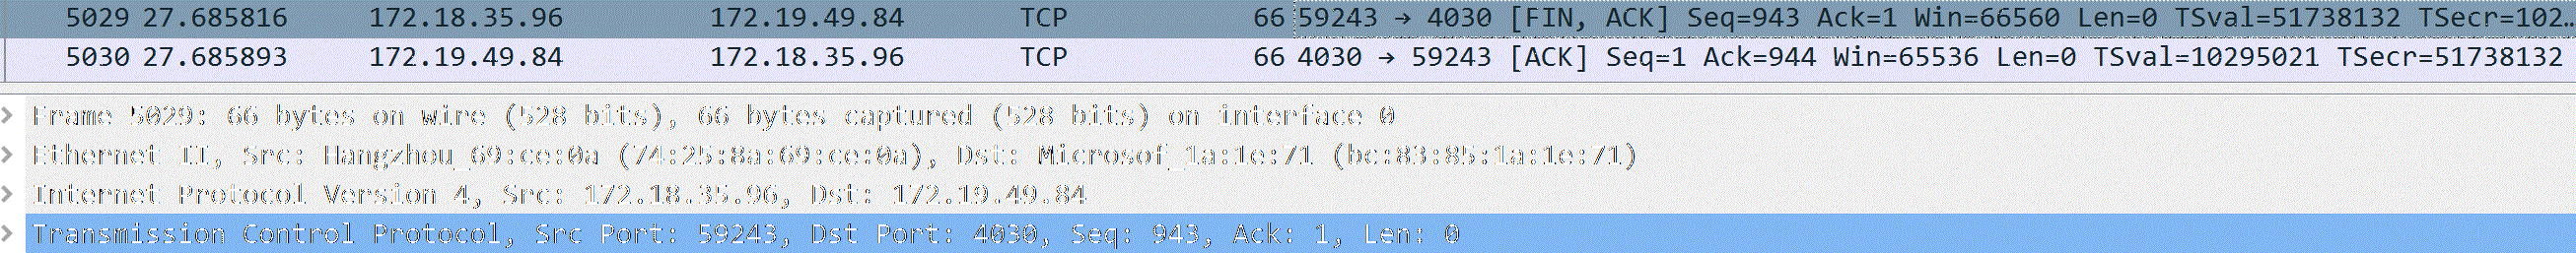 5029 27.685816 172.18.35.96 172.19.49.84 TCP 66 59243 → 4030 [FIN, ACK] Seq=943 Ack=1 Win=66560 Len=0 TSval=51738132 TSecr=102…
5030 27.685893 172.19.49.84 172.18.35.96 TCP 66 4030 → 59243 [ACK] Seq=1 Ack=944 Win=65536 Len=0 TSval=10295021 TSecr=51738132
Frame 5029: 66 bytes on wire (528 bits), 66 bytes captured (528 bits) on interface 0
Ethernet II, Src: Hangzhou_69:ce:0a (74:25:8a:69:ce:0a), Dst: Microsof_1a:1e:71 (bc:83:85:1a:1e:71)
Internet Protocol Version 4, Src: 172.18.35.96, Dst: 172.19.49.84
Transmission Control Protocol, Src Port: 59243, Dst Port: 4030, Seq: 943, Ack: 1, Len: 0